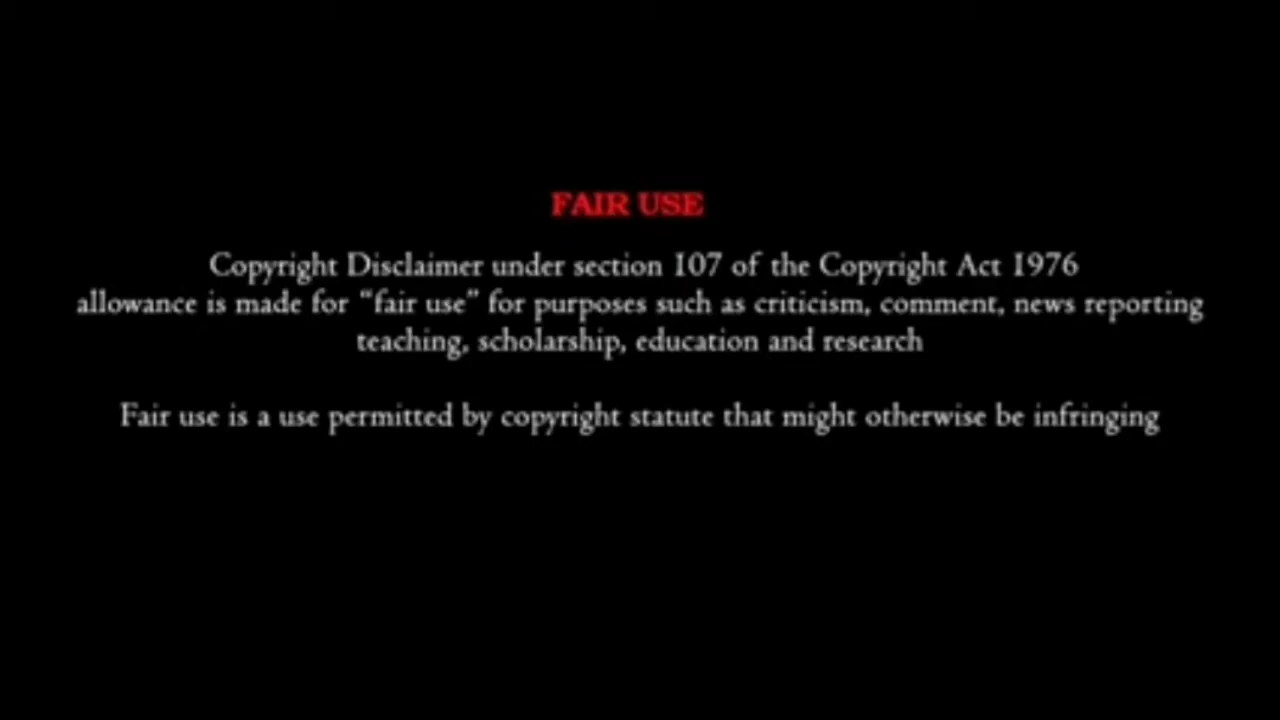 FAIR USE
Copyright Disclaimer under section 107 of the Copyright Act 1976
allowance is made for “fair use” for purposes such as criticism, comment, news reporting
teaching, scholarship, education and research
Fair use is a use permitted by copyright statute that might otherwise be infringing